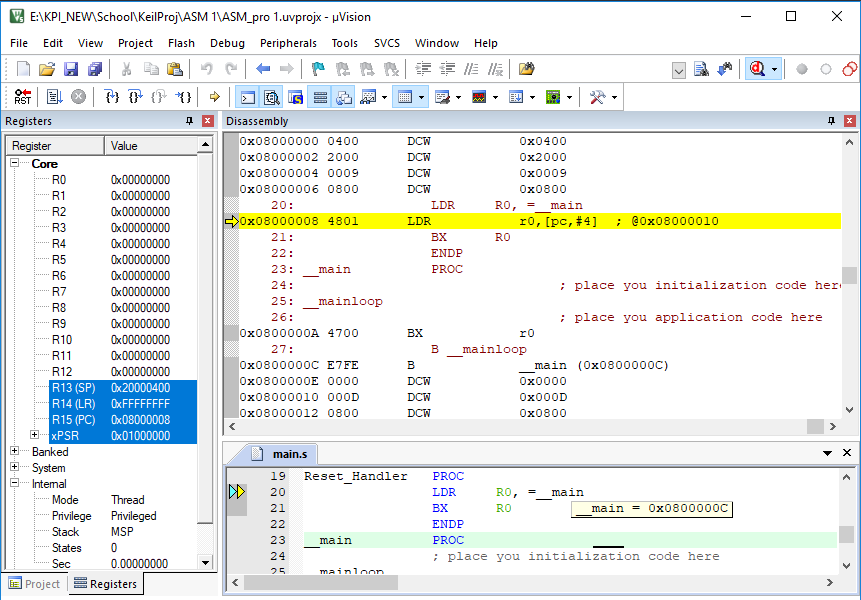 E:\KPI_NEW\School\KeilProj\ASM 1\ASM_pro 1.uvprojx - µVision
File Edit View Project Flash Debug Peripherals Tools SVCS Window Help
RST
Registers
Register Value
Core
R0 0x00000000
R1 0x00000000
R2 0x00000000
R3 0x00000000
R4 0x00000000
R5 0x00000000
R6 0x00000000
R7 0x00000000
R8 0x00000000
R9 0x00000000
R10 0x00000000
R11 0x00000000
R12 0x00000000
R13 (SP) 0x20000400
R14 (LR) 0xFFFFFFFF
R15 (PC) 0x08000008
xPSR 0x01000000
Banked
System
Internal
Mode Thread
Privilege Privileged
Stack MSP
States 0
Sec 0.00000000
Project Registers
Disassembly
0x08000000 0400 DCW 0x0400
0x08000002 2000 DCW 0x2000
0x08000004 0009 DCW 0x0009
0x08000006 0800 DCW 0x0800
20: LDR R0, =__main
0x08000008 4801 LDR r0,[pc,#4] ; @0x08000010
21: BX R0
22: ENDP
23: __main PROC
24: ; place you initialization code here
25: __mainloop
26: ; place you application code here
0x0800000A 4700 BX r0
27: B __mainloop
0x0800000C E7FE B __main (0x0800000C)
0x0800000E 0000 DCW 0x0000
0x08000010 000D DCW 0x000D
0x08000012 0800 DCW 0x0800
main.s
19 Reset_Handler PROC
20 LDR R0, =__main
21 BX R0
__main = 0x0800000C
22 ENDP
23 __main PROC
24 ; place you initialization code here
25 __mainloop